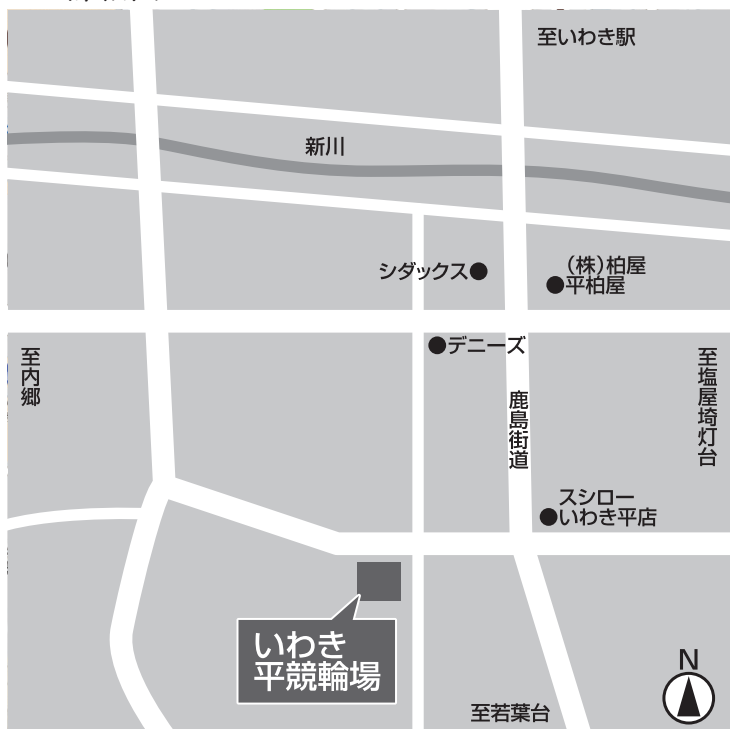 至いわき駅
新川
シダックス
(株)柏屋
平柏屋
デニーズ
至内郷
鹿島街道
至塩屋埼灯台
スシロー
いわき平店
いわき
平競輪場
至若葉台
N